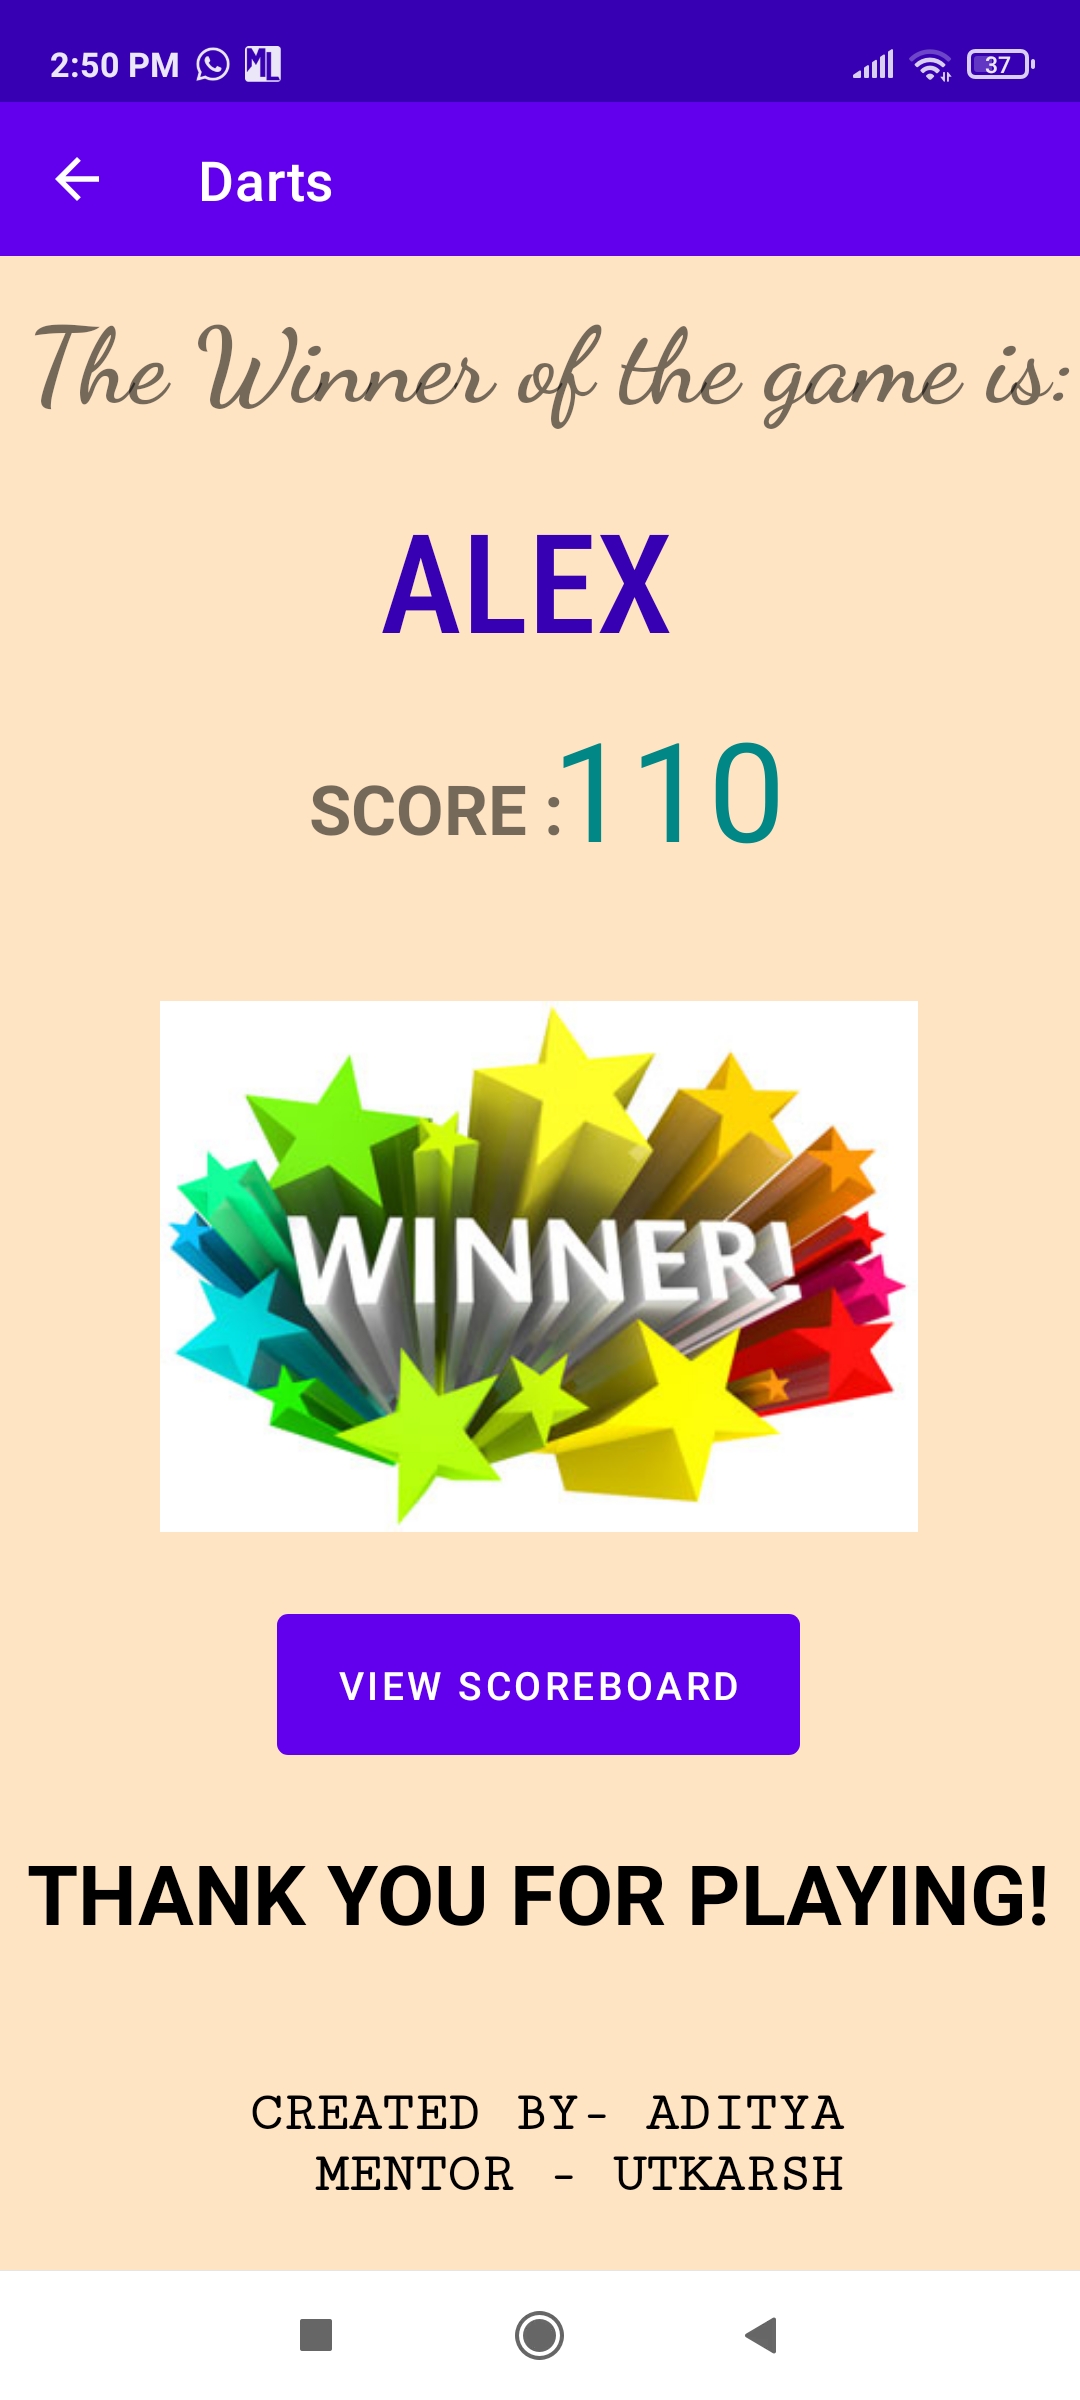 2:50 PM ML 37
Darts
The Winner of the game is:
ALEX
SCORE :110
WINNER!
VIEW SCOREBOARD
THANK YOU FOR PLAYING!
CREATED BY- ADITYA
MENTOR - UTKARSH